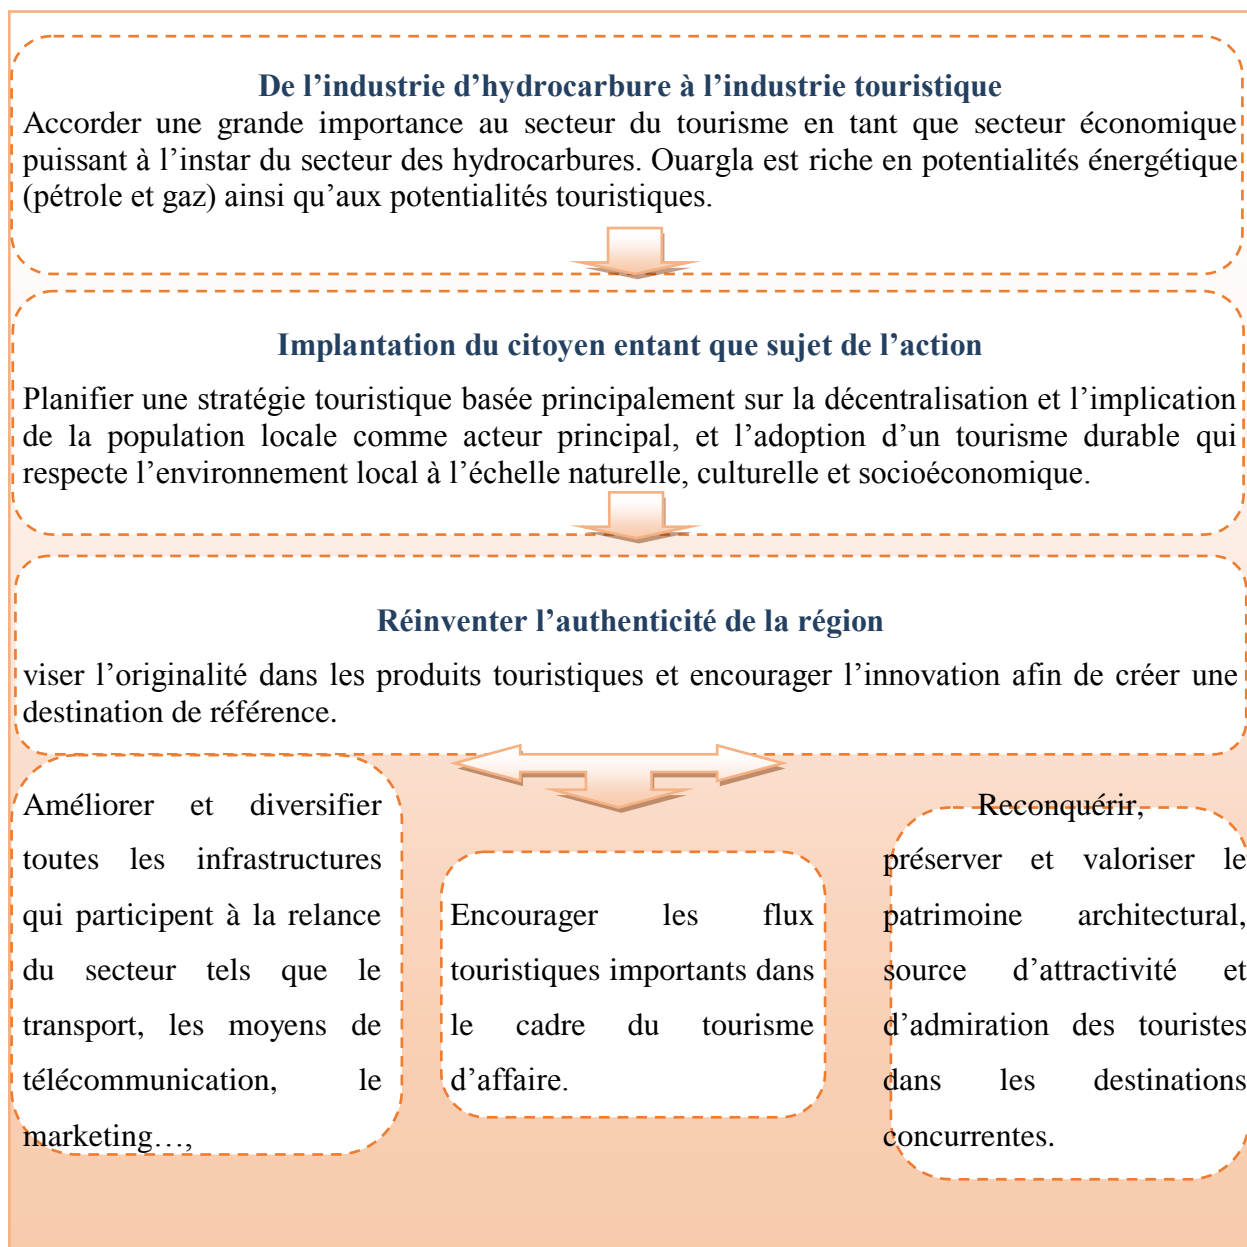 De l’industrie d’hydrocarbure à l’industrie touristique
Accorder une grande importance au secteur du tourisme en tant que secteur économique
puissant à l’instar du secteur des hydrocarbures. Ouargla est riche en potentialités énergétique
(pétrole et gaz) ainsi qu’aux potentialités touristiques.
Implantation du citoyen entant que sujet de l’action
Planifier une stratégie touristique basée principalement sur la décentralisation et l’implication
de la population locale comme acteur principal, et l’adoption d’un tourisme durable qui
respecte l’environnement local à l’échelle naturelle, culturelle et socioéconomique.
Réinventer l’authenticité de la région
viser l’originalité dans les produits touristiques et encourager l’innovation afin de créer une
destination de référence.
Améliorer et diversifier
toutes les infrastructures
qui participent à la relance
du secteur tels que le
transport, les moyens de
télécommunication, le
marketing…,
Encourager les flux
touristiques importants dans
le cadre du tourisme
d’affaire.
Reconquérir,
préserver et valoriser le
patrimoine architectural,
source d’attractivité et
d’admiration des touristes
dans les destinations
concurrentes.